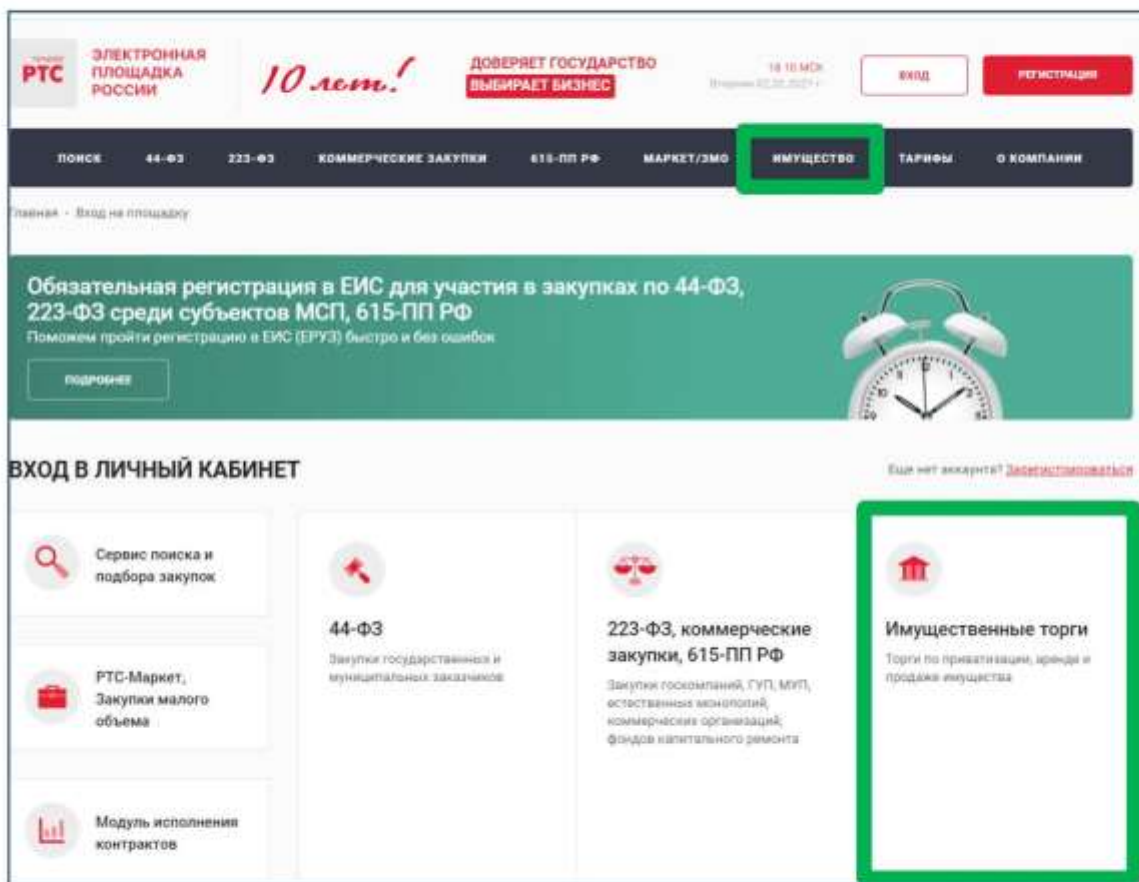 РТС
ЭЛЕКТРОННАЯ
ПЛОЩАДКА
РОССИИ
10 лет!
ДОВЕРЯЕТ ГОСУДАРСТВО
ВЫБИРАЕТ БИЗНЕС
ВХОД
РЕГИСТРАЦИЯ
ПОИСК 44-ФЗ 223-ФЗ КОММЕРЧЕСКИЕ ЗАКУПКИ 615-ПП РФ МАРКЕТ/ЗМО ИМУЩЕСТВО ТАРИФЫ О КОМПАНИИ
Главная - Вход на площадку
Обязательная регистрация в ЕИС для участия в закупках по 44-ФЗ,
223-ФЗ среди субъектов МСП, 615-ПП РФ
Поможем пройти регистрацию в ЕИС (ЕРУЗ) быстро и без ошибок
ПОДРОБНЕЕ
ВХОД В ЛИЧНЫЙ КАБИНЕТ
Еще нет аккаунта? Зарегистрироваться
Сервис поиска и
подбора закупок
РТС-Маркет,
Закупки малого
объема
Модуль исполнения
контрактов
44-ФЗ
Закупки государственных и
муниципальных заказчиков
223-ФЗ, коммерческие
закупки, 615-ПП РФ
Закупки госкомпаний, ГУП, МУП,
естественных монополий,
коммерческих организаций,
фондов капитального ремонта
Имущественные торги
Торги по приватизации, аренде и
продаже имущества